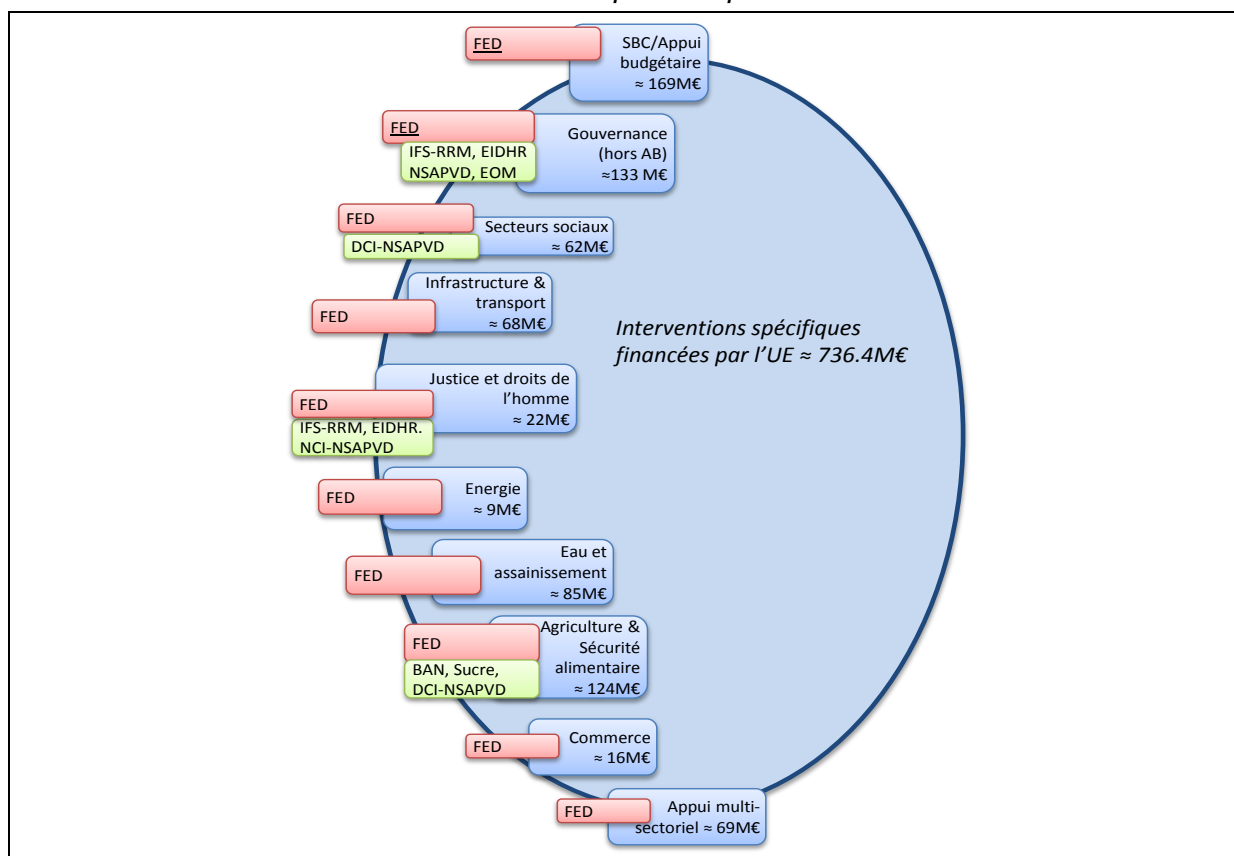 FED
SBC/Appui
budgétaire
≈ 169M€
FED
IFS-RRM, EIDHR
NSAPVD, EOM
Gouvernance
(hors AB)
≈133 M€
FED
DCI-NSAPVD
Secteurs sociaux
≈ 62M€
Infrastructure &
transport
≈ 68M€
FED
Interventions spécifiques
financées par l'UE ≈ 736.4M€
Justice et droits de
l'homme
≈ 22M€
FED
IFS-RRM, EIDHR.
NCI-NSAPVD
Energie
≈ 9M€
FED
Eau et
assainissement
≈ 85M€
FED
Agriculture &
Sécurité
alimentaire
≈ 124M€
FED
BAN, Sucre,
DCI-NSAPVD
Commerce
≈ 16M€
FED
Appui multi-
sectoriel ≈ 69M€
FED